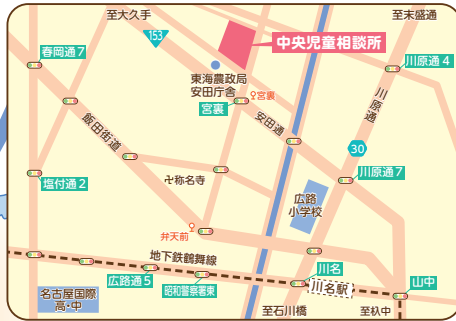 至大久手
至末盛通
153
中央児童相談所
春岡通7
川原通4
東海農政局
安田庁舎
宮裏
宮裏
川原通
飯田街道
安田通
30
塩付通2
卍称名寺
川原通7
広路
小学校
弁天前
地下鉄鶴舞線
川名
広路通5
昭和警察署東
川名駅
山中
名古屋国際
高・中
至石川橋
至杁中